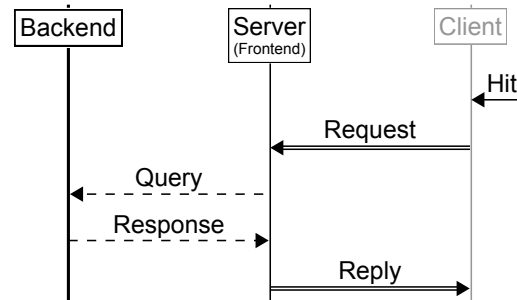 Backend
Server
(Frontend)
Client
Hit
Request
Query
Response
Reply